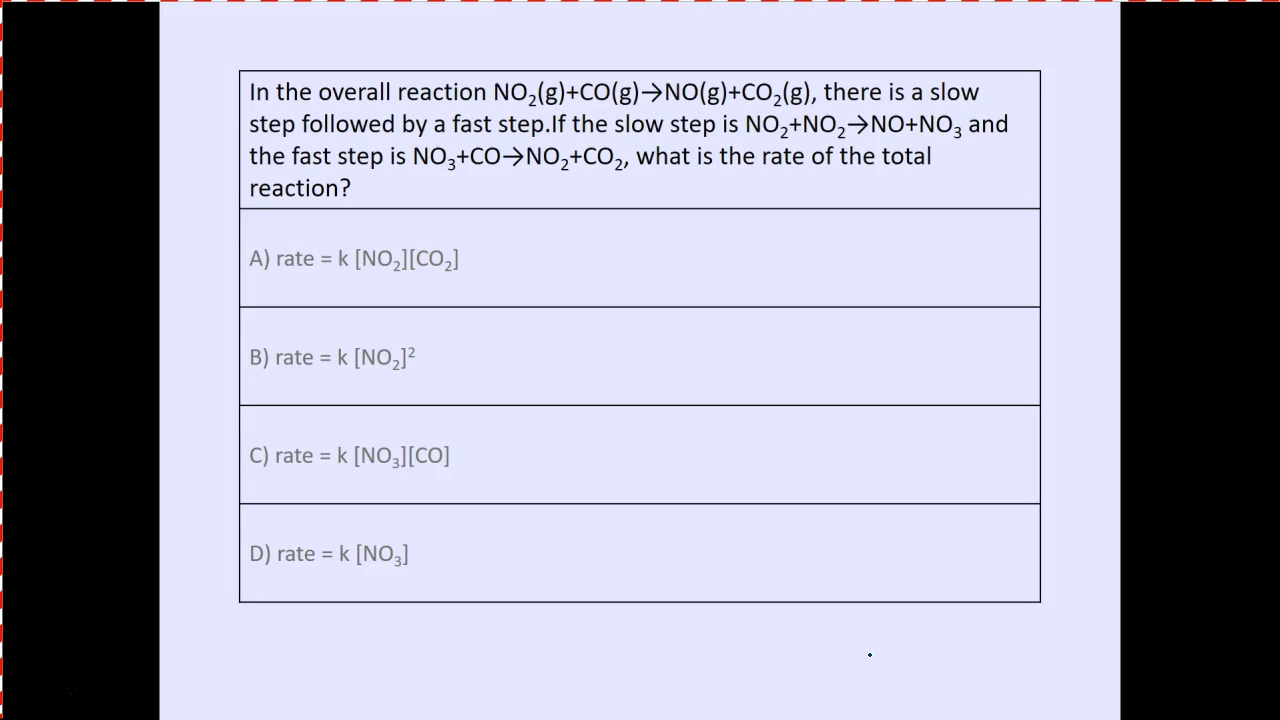 In the overall reaction NO₂(g)+CO(g)→NO(g)+CO₂(g), there is a slow
step followed by a fast step.If the slow step is NO₂+NO₂→NO+NO₃ and
the fast step is NO₃+CO→NO₂+CO₂, what is the rate of the total
reaction?
A) rate = k [NO₂][CO₂]
B) rate = k [NO₂]²
C) rate = k [NO₃][CO]
D) rate = k [NO₃]